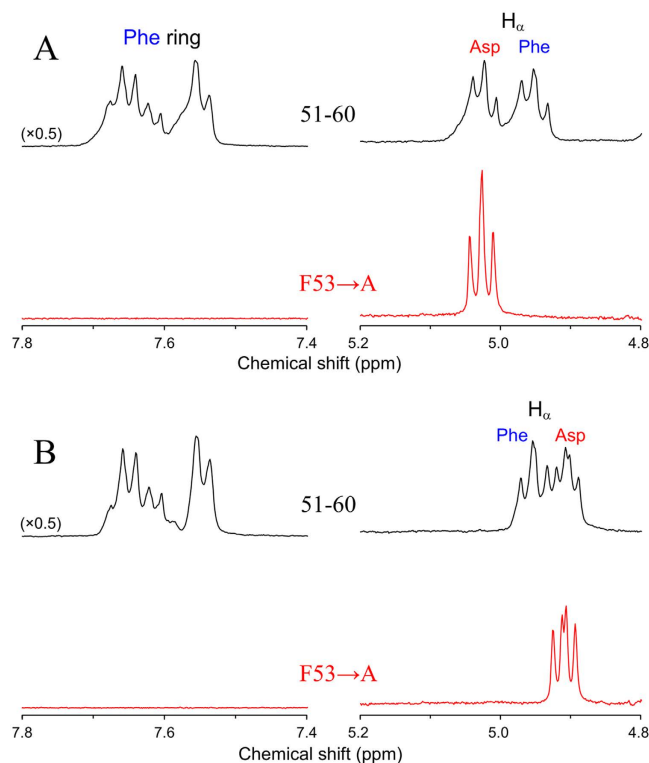 A
Phe ring
Hα
Asp Phe
(×0.5)
51-60
F53→A
7.8 7.6 7.4
5.2 5.0 4.8
Chemical shift (ppm)
B
Hα
Phe Asp
(×0.5)
51-60
F53→A
7.8 7.6 7.4
5.2 5.0 4.8
Chemical shift (ppm)